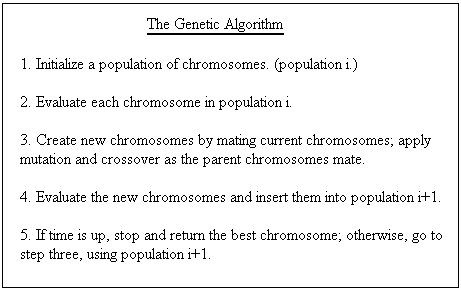 The Genetic Algorithm
1. Initialize a population of chromosomes. (population i.)
2. Evaluate each chromosome in population i.
3. Create new chromosomes by mating current chromosomes; apply
mutation and crossover as the parent chromosomes mate.
4. Evaluate the new chromosomes and insert them into population i+1.
5. If time is up, stop and return the best chromosome; otherwise, go to
step three, using population i+1.